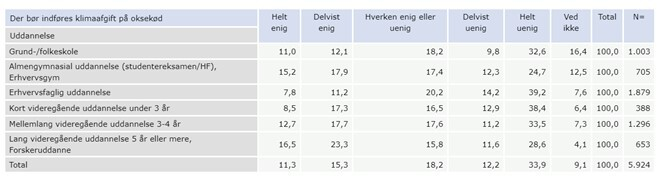 Der bør indføres klimaafgift på oksekød Helt enig Delvist enig Hverken enig eller uenig Delvist uenig Helt uenig Ved ikke Total N=
Uddannelse
Grund-/folkeskole 11,0 12,1 18,2 9,8 32,6 16,4 100,0 1.003
Almengymnasial uddannelse (studentereksamen/HF), Erhvervsgym 15,2 17,9 17,4 12,3 24,7 12,5 100,0 705
Erhvervsfaglig uddannelse 7,8 11,2 20,2 14,2 39,2 7,6 100,0 1.879
Kort videregående uddannelse under 3 år 8,5 17,3 16,5 12,9 38,4 6,4 100,0 388
Mellemlang videregående uddannelse 3-4 år 12,7 17,7 17,6 11,2 33,5 7,3 100,0 1.296
Lang videregående uddannelse 5 år eller mere, Forskeruddanne 16,5 23,3 15,8 11,6 28,6 4,1 100,0 653
Total 11,3 15,3 18,2 12,2 33,9 9,1 100,0 5.924